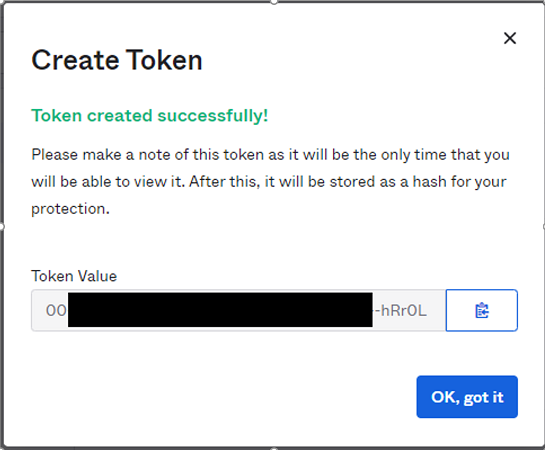 Create Token
Token created successfully!
Please make a note of this token as it will be the only time that you
will be able to view it. After this, it will be stored as a hash for your
protection.
Token Value
00 -hRr0L
OK, got it